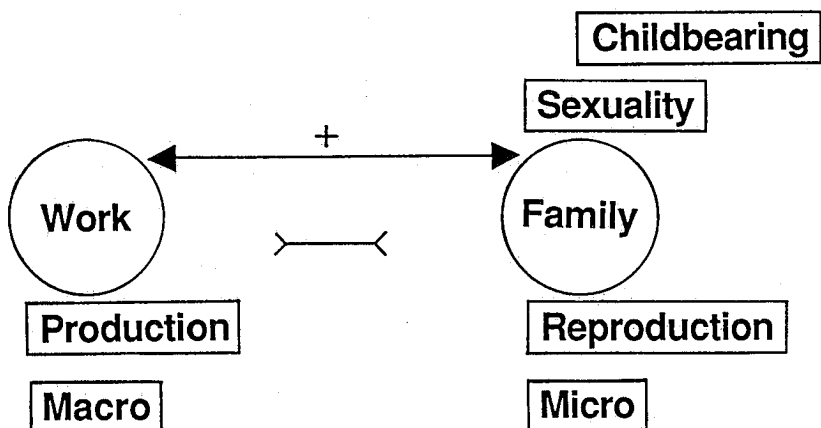 Childbearing
Sexuality
+
Work
Family
Production
Reproduction
Macro
Micro